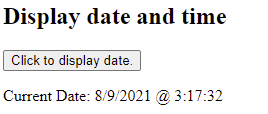 Display date and time
Click to display date.
Current Date: 8/9/2021 @ 3:17:32